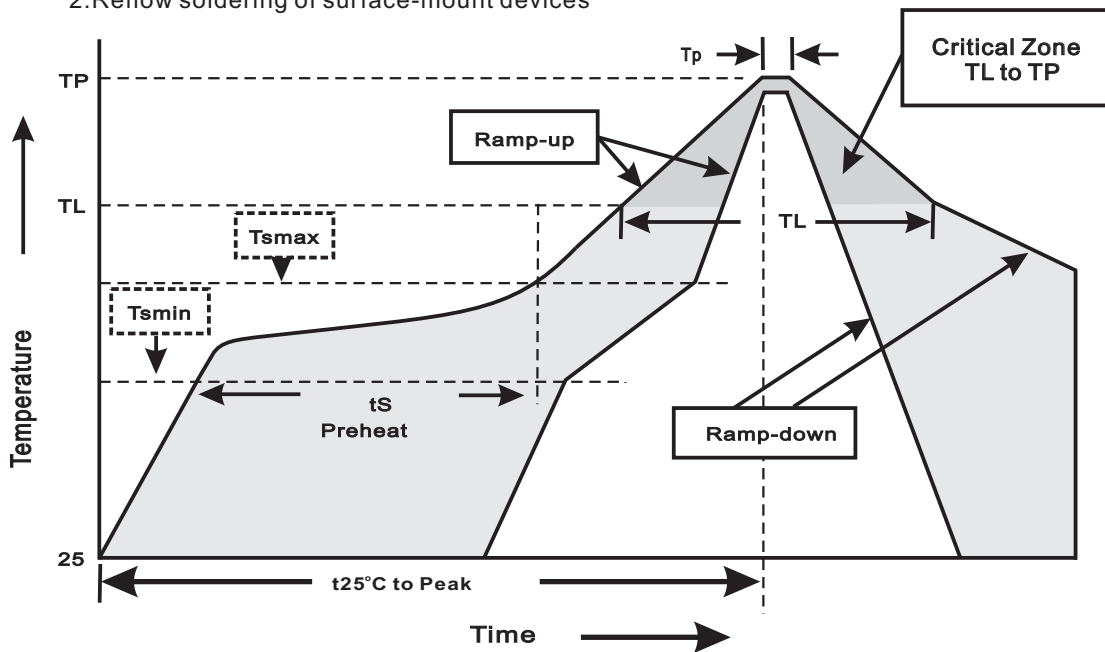 2.Reflow soldering of surface-mount devices
Tp
Critical Zone
TL to TP
TP
Ramp-up
TL
TL
Tsmax
Tsmin
Temperature
tS
Preheat
Ramp-down
25
t25°C to Peak
Time